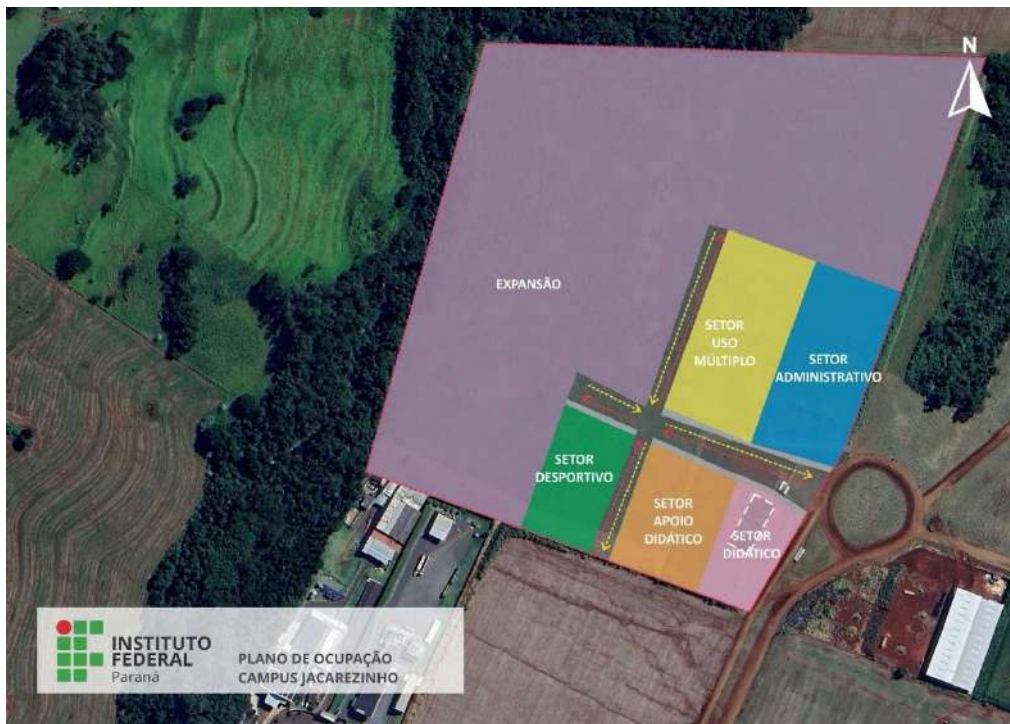 N
EXPANSÃO
SETOR
USO
MÚLTIPLO
SETOR
ADMINISTRATIVO
SETOR
DESPORTIVO
SETOR
APOIO
DIDÁTICO
SETOR
DIDÁTICO
INSTITUTO
FEDERAL
Paraná
PLANO DE OCUPAÇÃO
CAMPUS JACAREZINHO